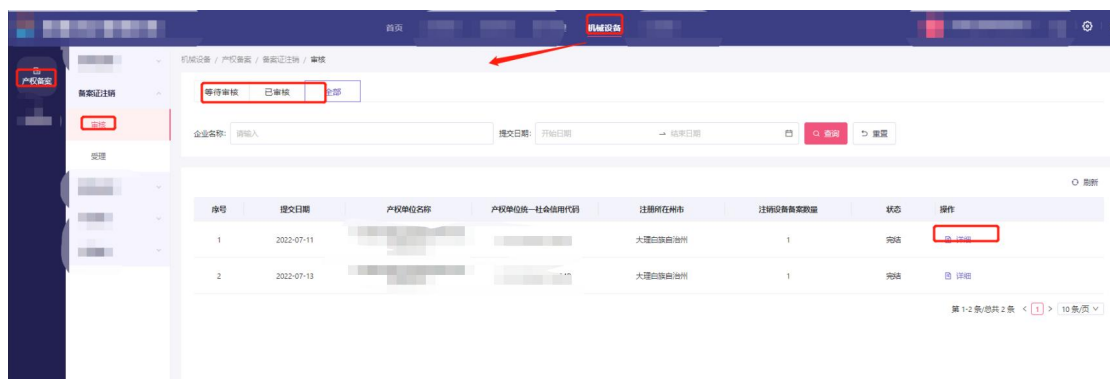 首页 机械设备
产权备案
机械设备 / 产权备案 / 备案证注销 / 审核
备案证注销
审核
受理
等待审核 已审核 全部
企业名称: 请输入 提交日期: 开始日期 → 结束日期 查询 重置
刷新
序号 提交日期 产权单位名称 产权单位统一社会信用代码 注册所在州市 注销设备备案数量 状态 操作
1 2022-07-11 大理白族自治州 1 完结 详细
2 2022-07-13 大理白族自治州 1 完结 详细
第 1-2 条/总共 2 条 < 1 > 10 条/页